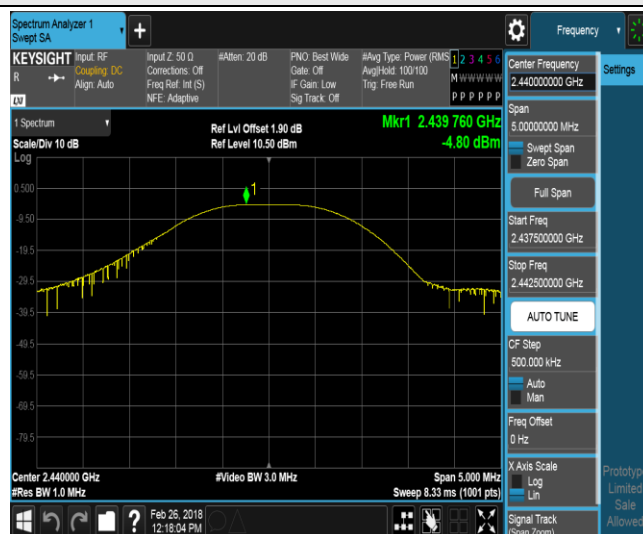 Spectrum Analyzer 1
Swept SA
Frequency
KEYSIGHT
R
LXI
Input: RF
Coupling: DC
Align: Auto
Input Z: 50 Ω
Corrections: Off
Freq Ref: Int (S)
NFE: Adaptive
#Atten: 20 dB
PNO: Best Wide
Gate: Off
IF Gain: Low
Sig Track: Off
#Avg Type: Power (RMS
Avg|Hold: 100/100
Trig: Free Run
1 2 3 4 5 6
M W W W W W
P P P P P P
1 Spectrum
Scale/Div 10 dB
Log
Ref Lvl Offset 1.90 dB
Ref Level 10.50 dBm
Mkr1 2.439 760 GHz
-4.80 dBm
1
0.500
-9.50
-19.5
-29.5
-39.5
-49.5
-59.5
-69.5
-79.5
Center 2.440000 GHz
#Res BW 1.0 MHz
#Video BW 3.0 MHz
Span 5.000 MHz
Sweep 8.33 ms (1001 pts)
Feb 26, 2018
12:18:04 PM
?
Center Frequency
2.440000000 GHz
Span
5.00000000 MHz
Swept Span
Zero Span
Full Span
Start Freq
2.437500000 GHz
Stop Freq
2.442500000 GHz
AUTO TUNE
CF Step
500.000 kHz
Auto
Man
Freq Offset
0 Hz
X Axis Scale
Log
Lin
Signal Track
(Span Zoom)
Settings
Prototype
Limited
Sale
Allowed